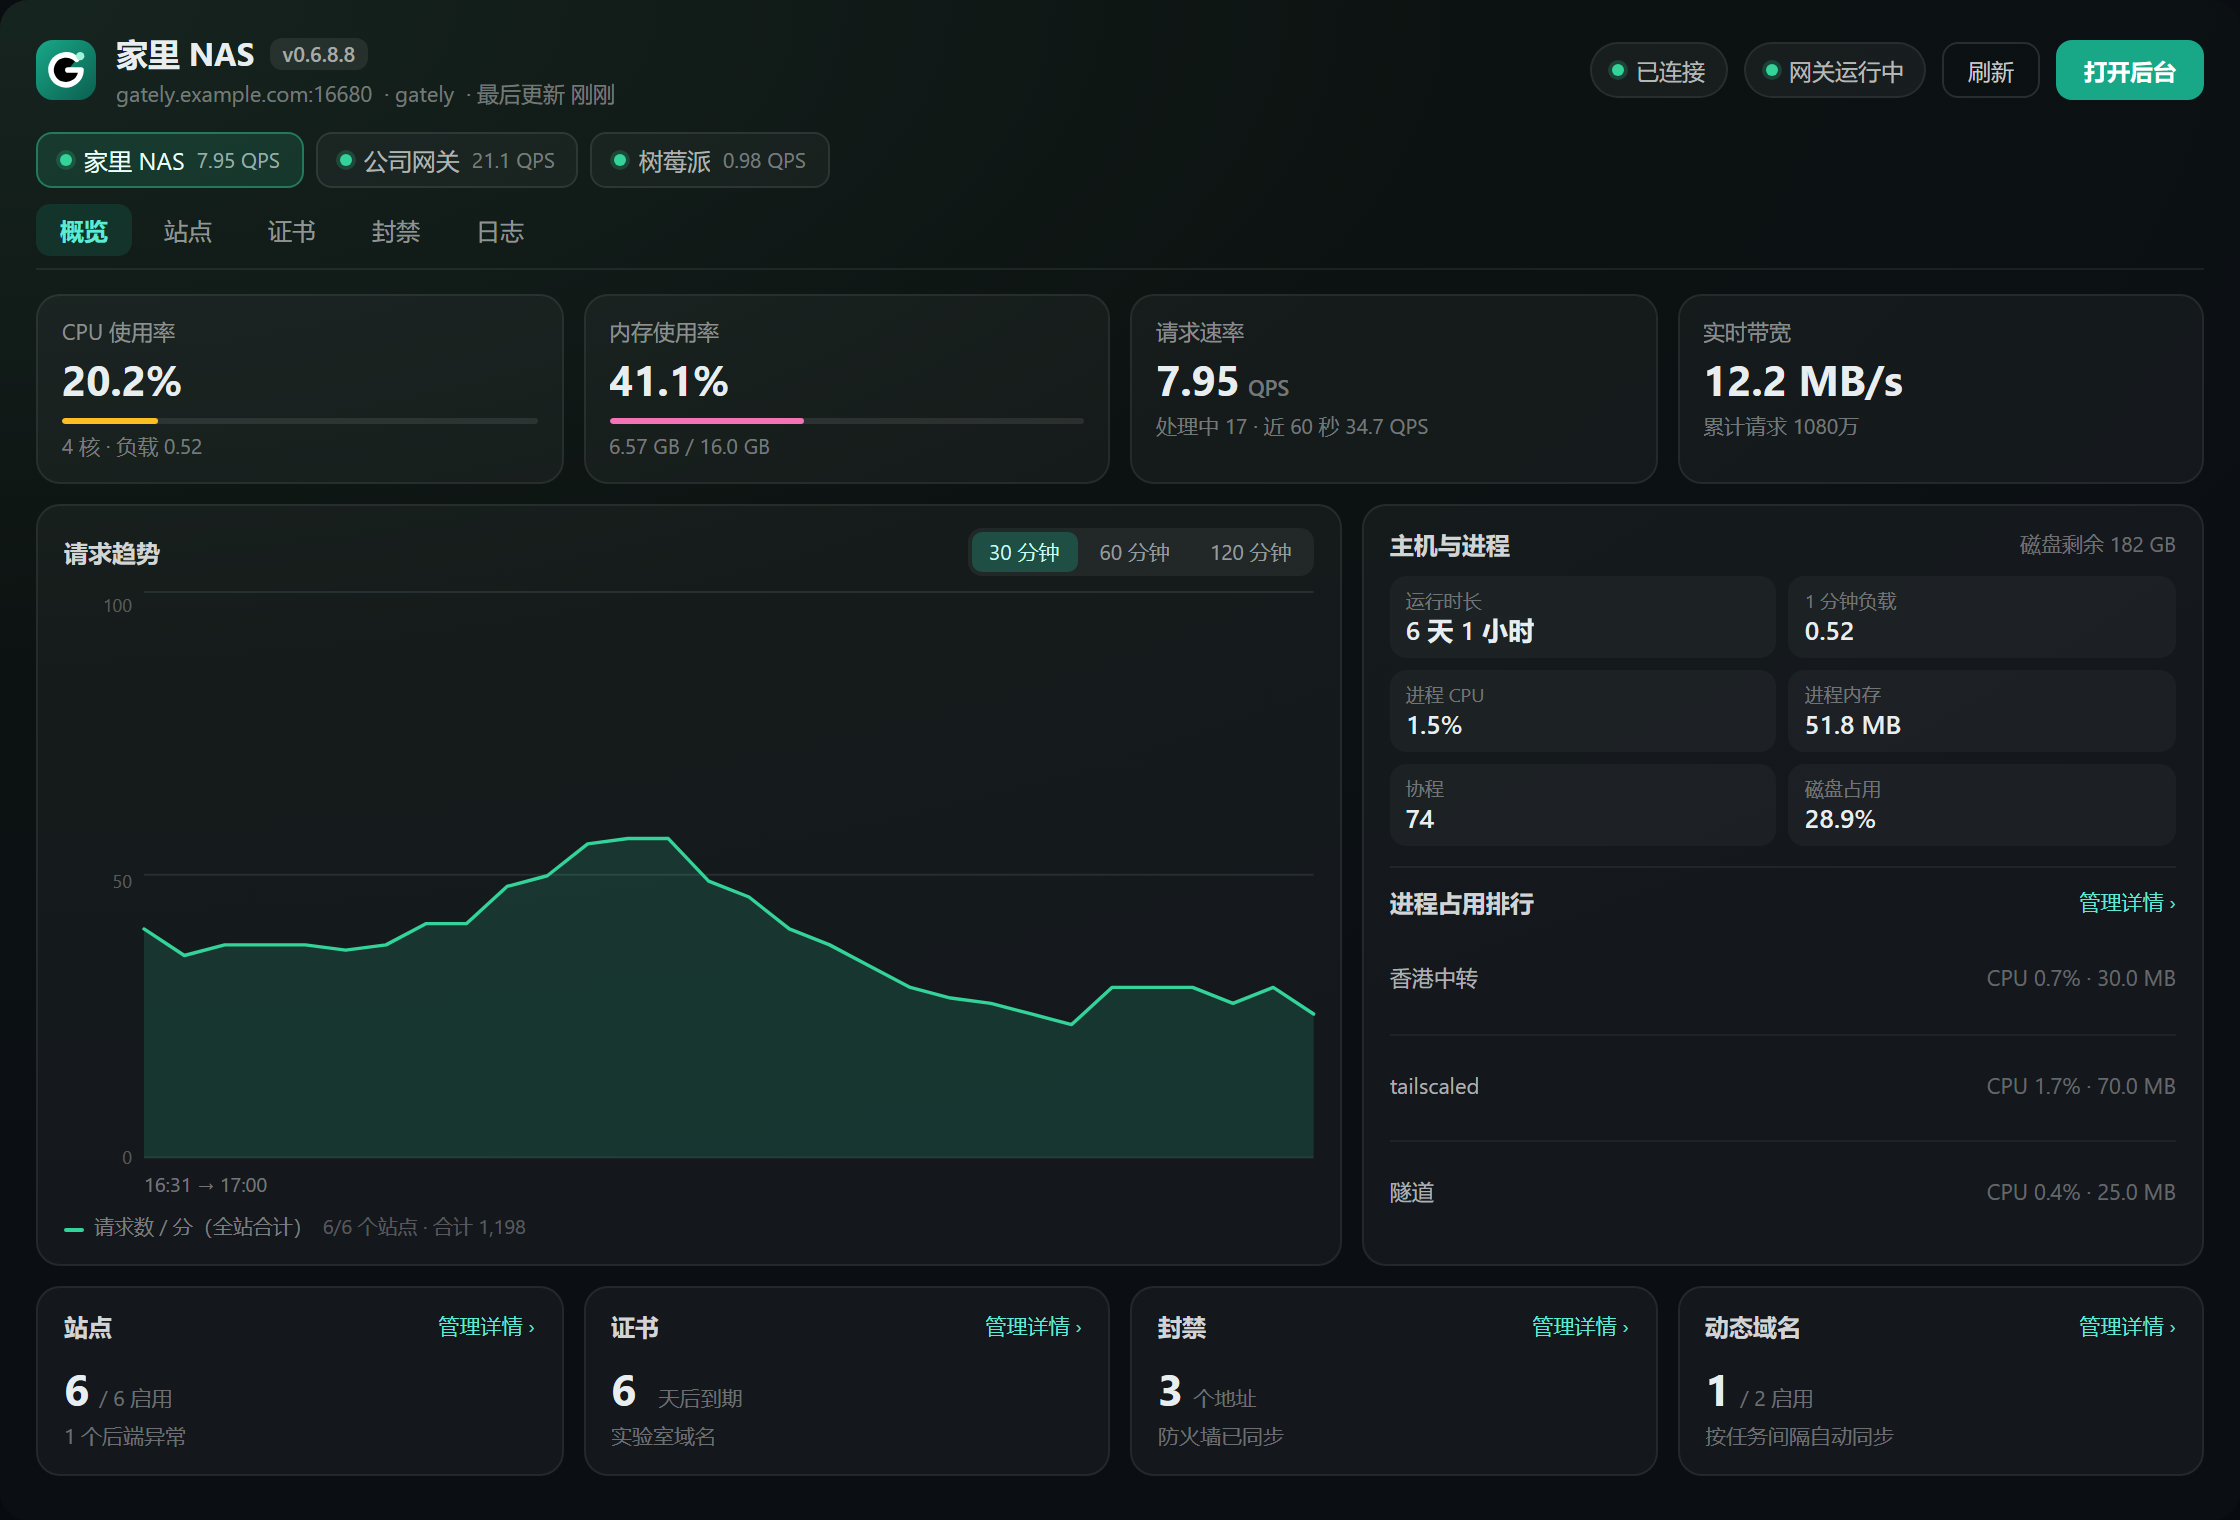 家里 NAS v0.6.8.8
gately.example.com:16680 · gately · 最后更新 刚刚
已连接
网关运行中
刷新
打开后台
家里 NAS 7.95 QPS
公司网关 21.1 QPS
树莓派 0.98 QPS
概览
站点
证书
封禁
日志
CPU 使用率
20.2%
4 核 · 负载 0.52
内存使用率
41.1%
6.57 GB / 16.0 GB
请求速率
7.95 QPS
处理中 17 · 近 60 秒 34.7 QPS
实时带宽
12.2 MB/s
累计请求 1080万
请求趋势
30 分钟
60 分钟
120 分钟
100
50
0
16:31 → 17:00
请求数 / 分（全站合计） 6/6 个站点 · 合计 1,198
主机与进程
磁盘剩余 182 GB
运行时长
6 天 1 小时
1 分钟负载
0.52
进程 CPU
1.5%
进程内存
51.8 MB
协程
74
磁盘占用
28.9%
进程占用排行
管理详情 ›
香港中转
CPU 0.7% · 30.0 MB
tailscaled
CPU 1.7% · 70.0 MB
隧道
CPU 0.4% · 25.0 MB
站点
管理详情 ›
6 / 6 启用
1 个后端异常
证书
管理详情 ›
6 天后到期
实验室域名
封禁
管理详情 ›
3 个地址
防火墙已同步
动态域名
管理详情 ›
1 / 2 启用
按任务间隔自动同步